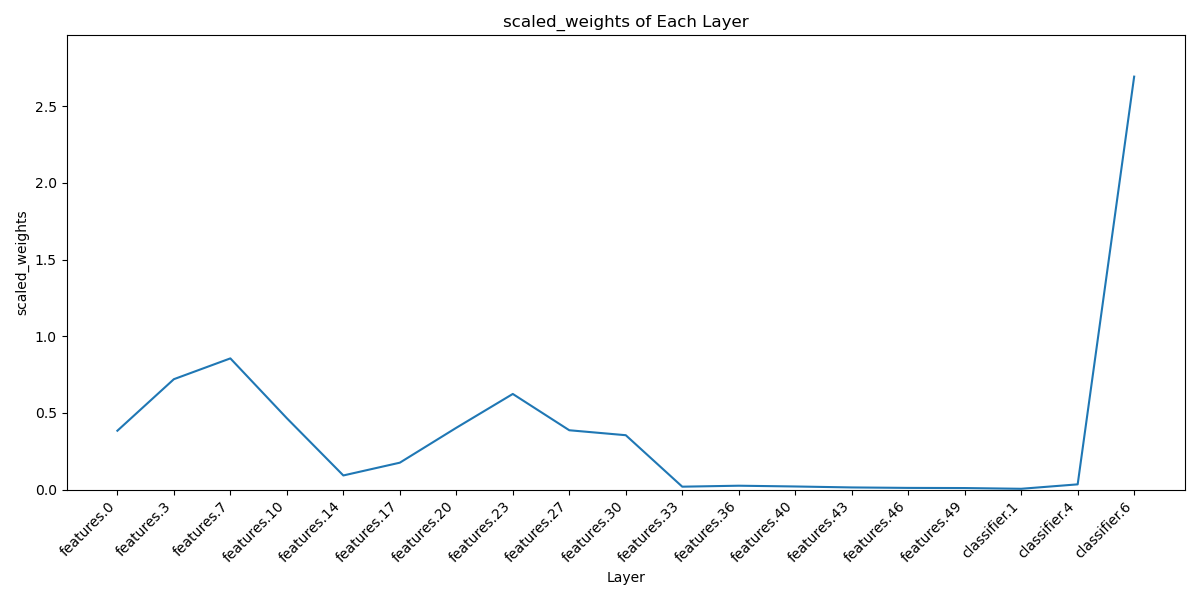 scaled_weights of Each Layer
scaled_weights
2.5
2.0
1.5
1.0
0.5
0.0
features.0
features.3
features.7
features.10
features.14
features.17
features.20
features.23
features.27
features.30
features.33
features.36
features.40
features.43
features.46
features.49
classifier.1
classifier.4
classifier.6
Layer